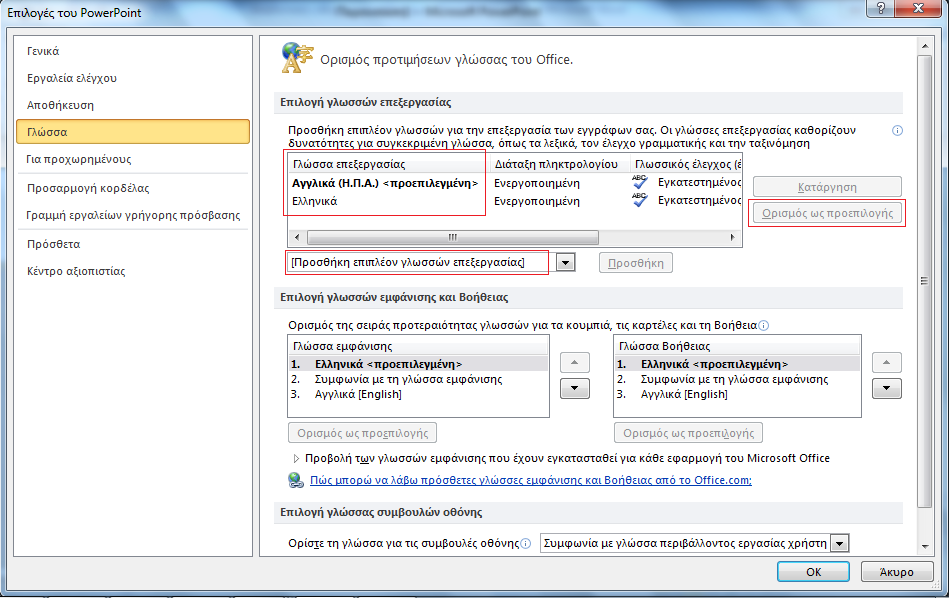 Επιλογές του PowerPoint
Γενικά
Εργαλεία ελέγχου
Αποθήκευση
Γλώσσα
Για προχωρημένους
Προσαρμογή κορδέλας
Γραμμή εργαλείων γρήγορης πρόσβασης
Πρόσθετα
Κέντρο αξιοπιστίας
Ορισμός προτιμήσεων γλώσσας του Office.
Επιλογή γλωσσών επεξεργασίας
Προσθήκη επιπλέον γλωσσών για την επεξεργασία των εγγράφων σας. Οι γλώσσες επεξεργασίας καθορίζουν
δυνατότητες για συγκεκριμένη γλώσσα, όπως τα λεξικά, τον έλεγχο γραμματικής και την ταξινόμηση
Γλώσσα επεξεργασίας Διάταξη πληκτρολογίου Γλωσσικός έλεγχος (έ
Αγγλικά (Η.Π.Α.) <προεπιλεγμένη> Ενεργοποιημένη Εγκατεστημένος
Ελληνικά Ενεργοποιημένη Εγκατεστημένος
Κατάργηση
Ορισμός ως προεπιλογής
[Προσθήκη επιπλέον γλωσσών επεξεργασίας] Προσθήκη
Επιλογή γλωσσών εμφάνισης και Βοήθειας
Ορισμός της σειράς προτεραιότητας γλωσσών για τα κουμπιά, τις καρτέλες και τη Βοήθεια
Γλώσσα εμφάνισης
1. Ελληνικά <προεπιλεγμένη>
2. Συμφωνία με τη γλώσσα εμφάνισης
3. Αγγλικά [English]
Ορισμός ως προεπιλογής
Γλώσσα Βοήθειας
1. Ελληνικά <προεπιλεγμένη>
2. Συμφωνία με τη γλώσσα εμφάνισης
3. Αγγλικά [English]
Ορισμός ως προεπιλογής
Προβολή των γλωσσών εμφάνισης που έχουν εγκατασταθεί για κάθε εφαρμογή του Microsoft Office
Πώς μπορώ να λάβω πρόσθετες γλώσσες εμφάνισης και Βοήθειας από το Office.com;
Επιλογή γλώσσας συμβουλών οθόνης
Ορίστε τη γλώσσα για τις συμβουλές οθόνης Συμφωνία με γλώσσα περιβάλλοντος εργασίας χρήστη
OK Άκυρο